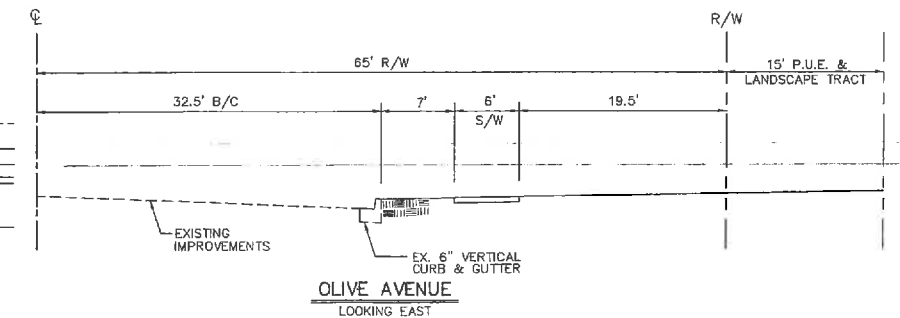 ℄
R/W
65' R/W
15' P.U.E. &
LANDSCAPE TRACT
32.5' B/C
7'
6'
S/W
19.5'
EXISTING
IMPROVEMENTS
EX. 6" VERTICAL
CURB & GUTTER
OLIVE AVENUE
LOOKING EAST